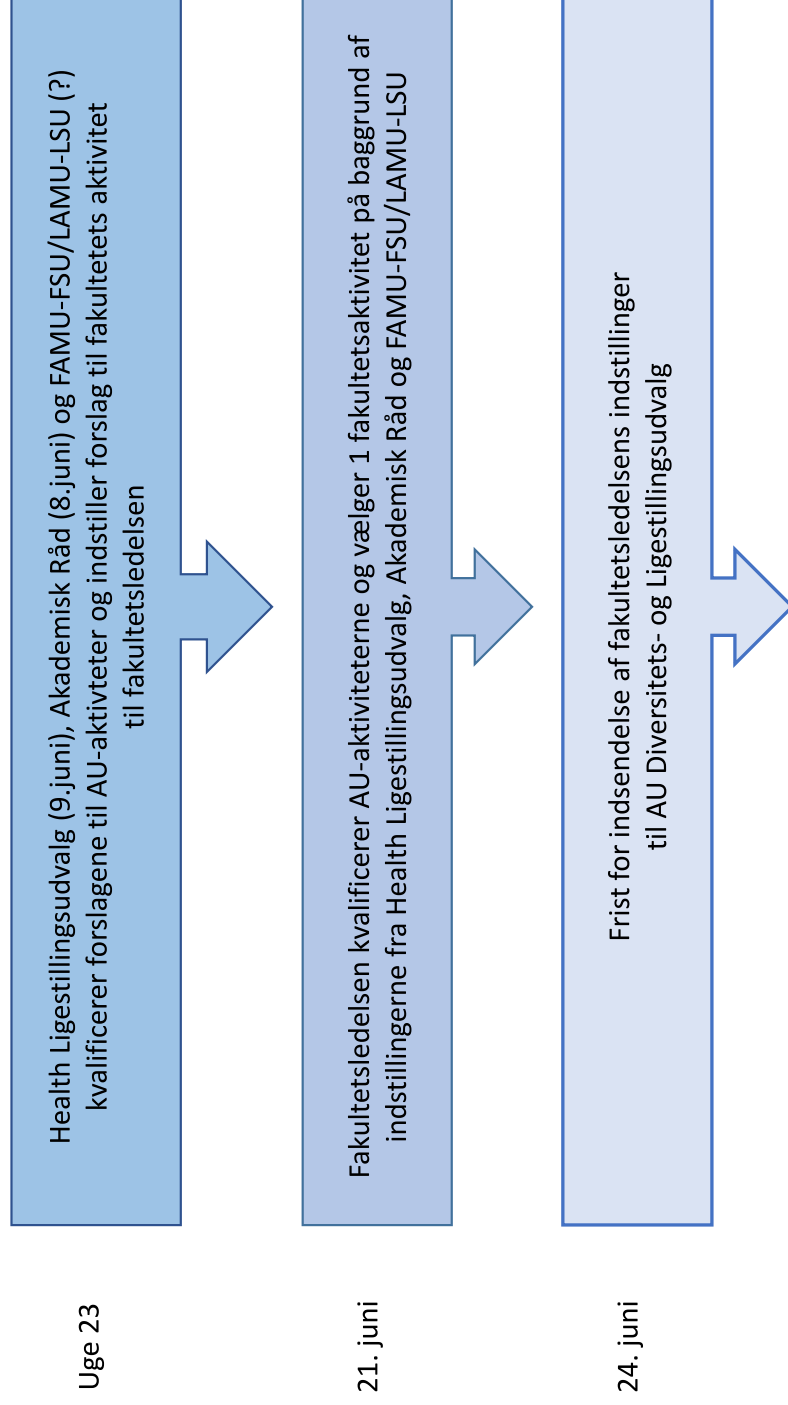 Uge 23
Health Ligestillingsudvalg (9.juni), Akademisk Råd (8.juni) og FAMU-FSU/LAMU-LSU (?)
kvalificerer forslagene til AU-aktivteter og indstiller forslag til fakultetets aktivitet
til fakultetsledelsen
21. juni
Fakultetsledelsen kvalificerer AU-aktiviteterne og vælger 1 fakultetsaktivitet på baggrund af
indstillingerne fra Health Ligestillingsudvalg, Akademisk Råd og FAMU-FSU/LAMU-LSU
24. juni
Frist for indsendelse af fakultetsledelsens indstillinger
til AU Diversitets- og Ligestillingsudvalg